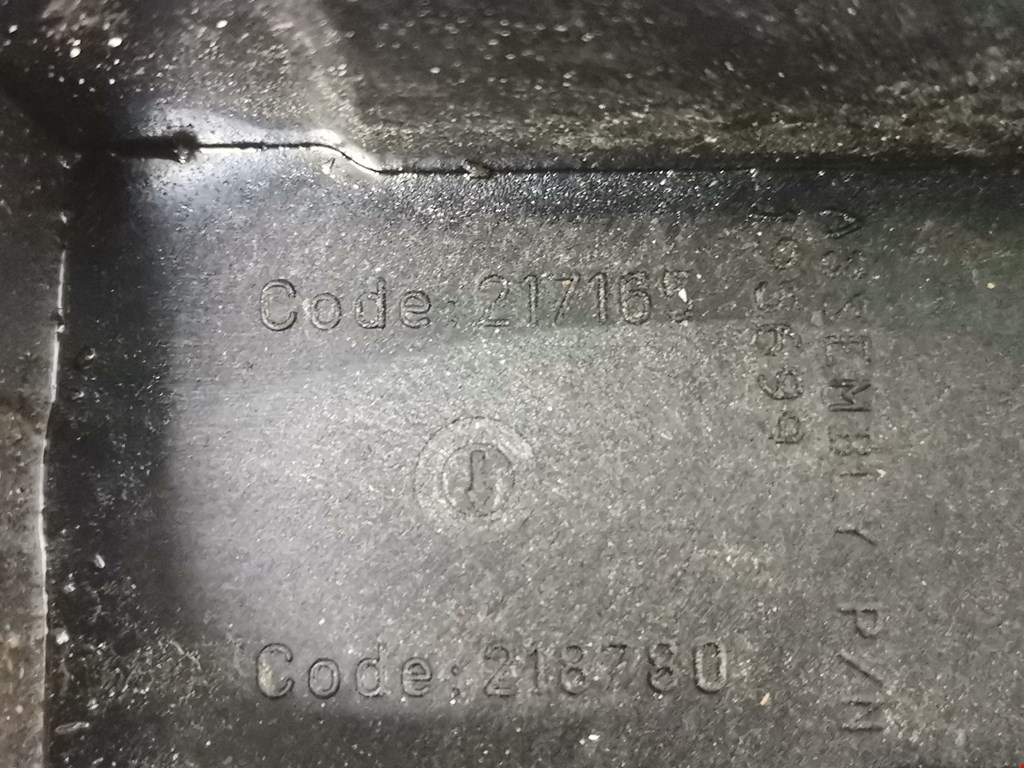 Code: 217165
Code: 218780
ASSEMBLY P/N